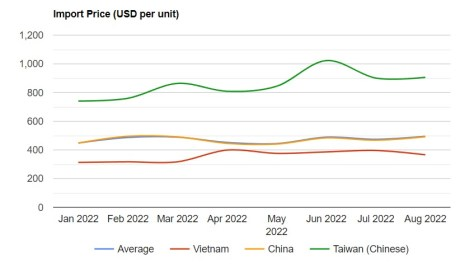 Import Price (USD per unit)
1,200
1,000
800
600
400
200
0
Jan 2022 Feb 2022 Mar 2022 Apr 2022 May 2022 Jun 2022 Jul 2022 Aug 2022
Average Vietnam China Taiwan (Chinese)